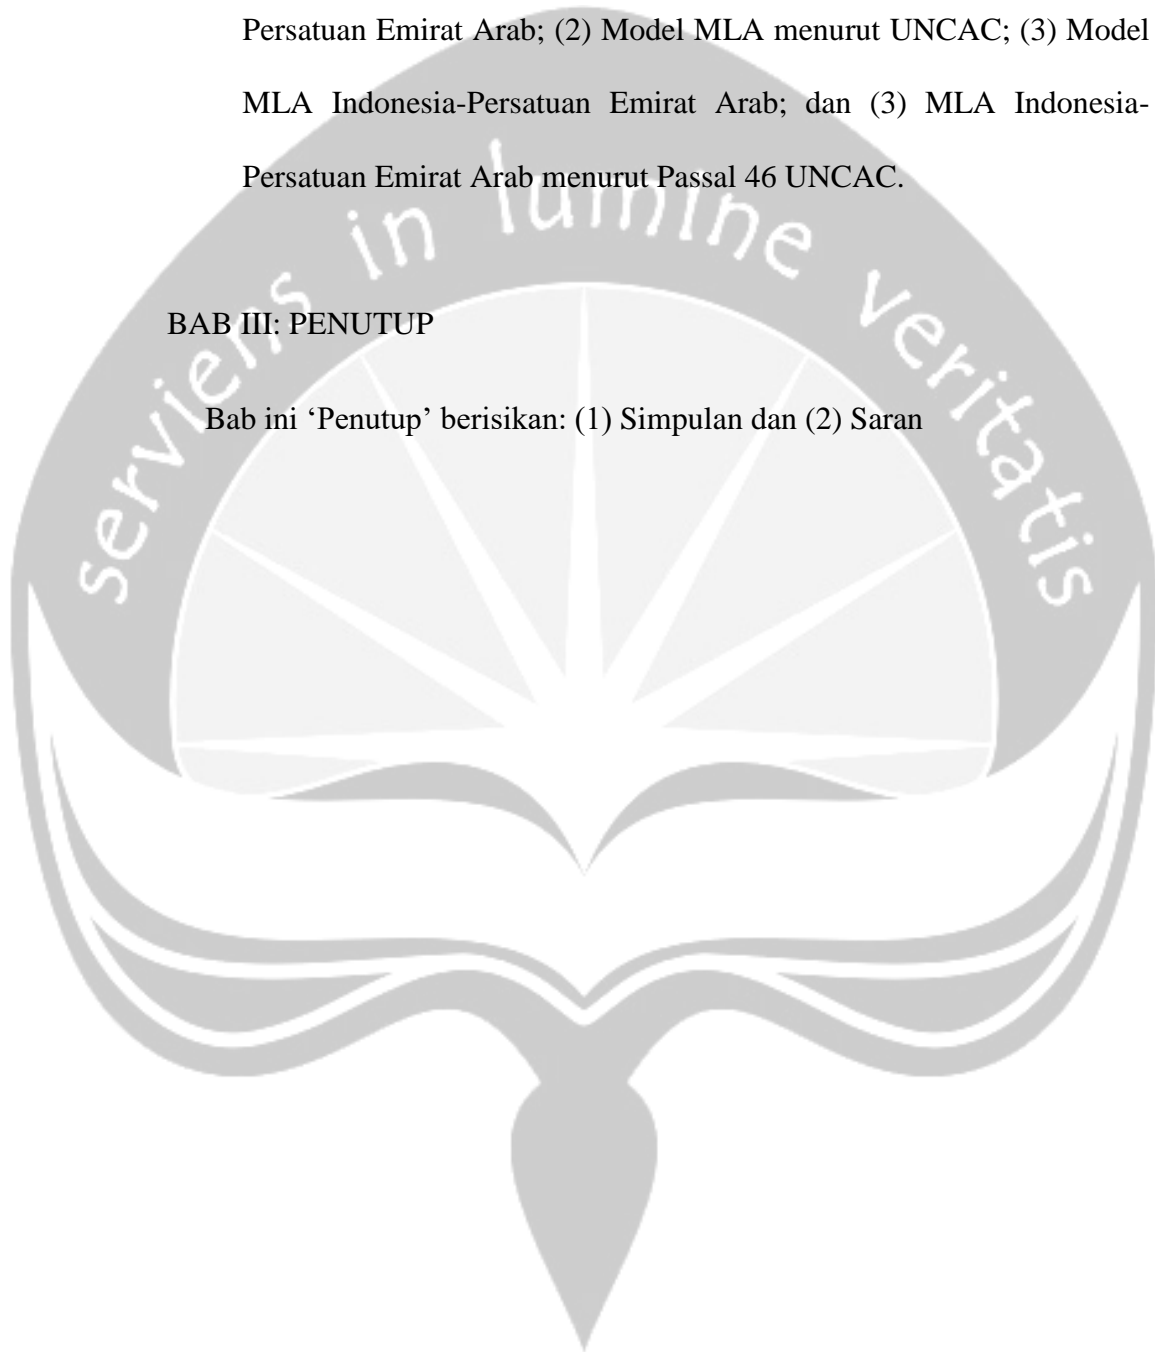 Persatuan Emirat Arab; (2) Model MLA menurut UNCAC; (3) Model
MLA Indonesia-Persatuan Emirat Arab; dan (3) MLA Indonesia-
Persatuan Emirat Arab menurut Passal 46 UNCAC.
serviens in lumine veritatis
BAB III: PENUTUP
Bab ini ‘Penutup’ berisikan: (1) Simpulan dan (2) Saran